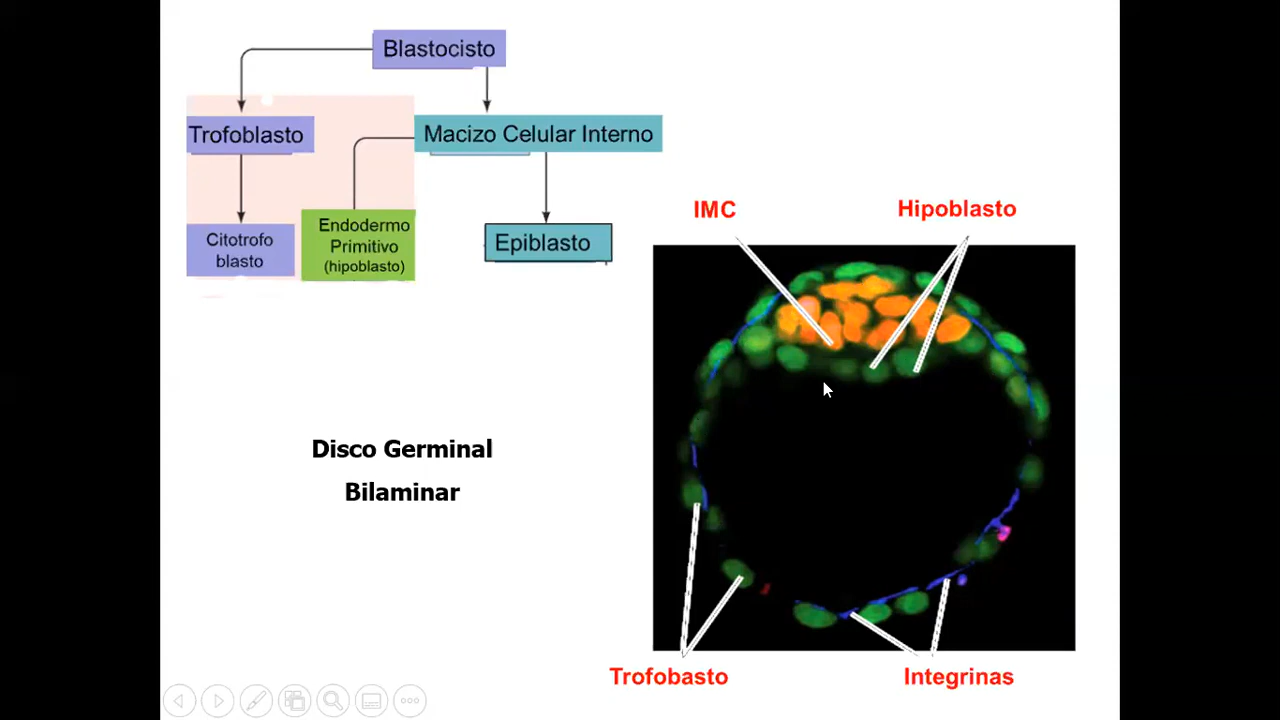 Blastocisto
Trofoblasto
Macizo Celular Interno
Citotrofo
blasto
Endodermo
Primitivo
(hipoblasto)
Epiblasto
IMC
Hipoblasto
Disco Germinal
Bilaminar
Trofobasto
Integrinas